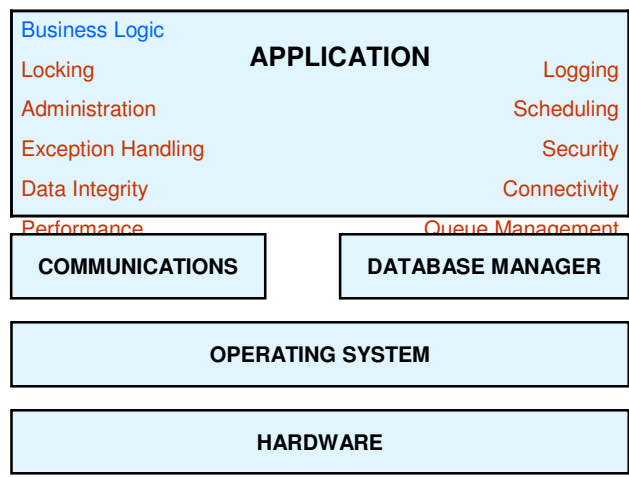 Business Logic
APPLICATION
Locking
Logging
Administration
Scheduling
Exception Handling
Security
Data Integrity
Connectivity
Performance
Queue Management
COMMUNICATIONS
DATABASE MANAGER
OPERATING SYSTEM
HARDWARE